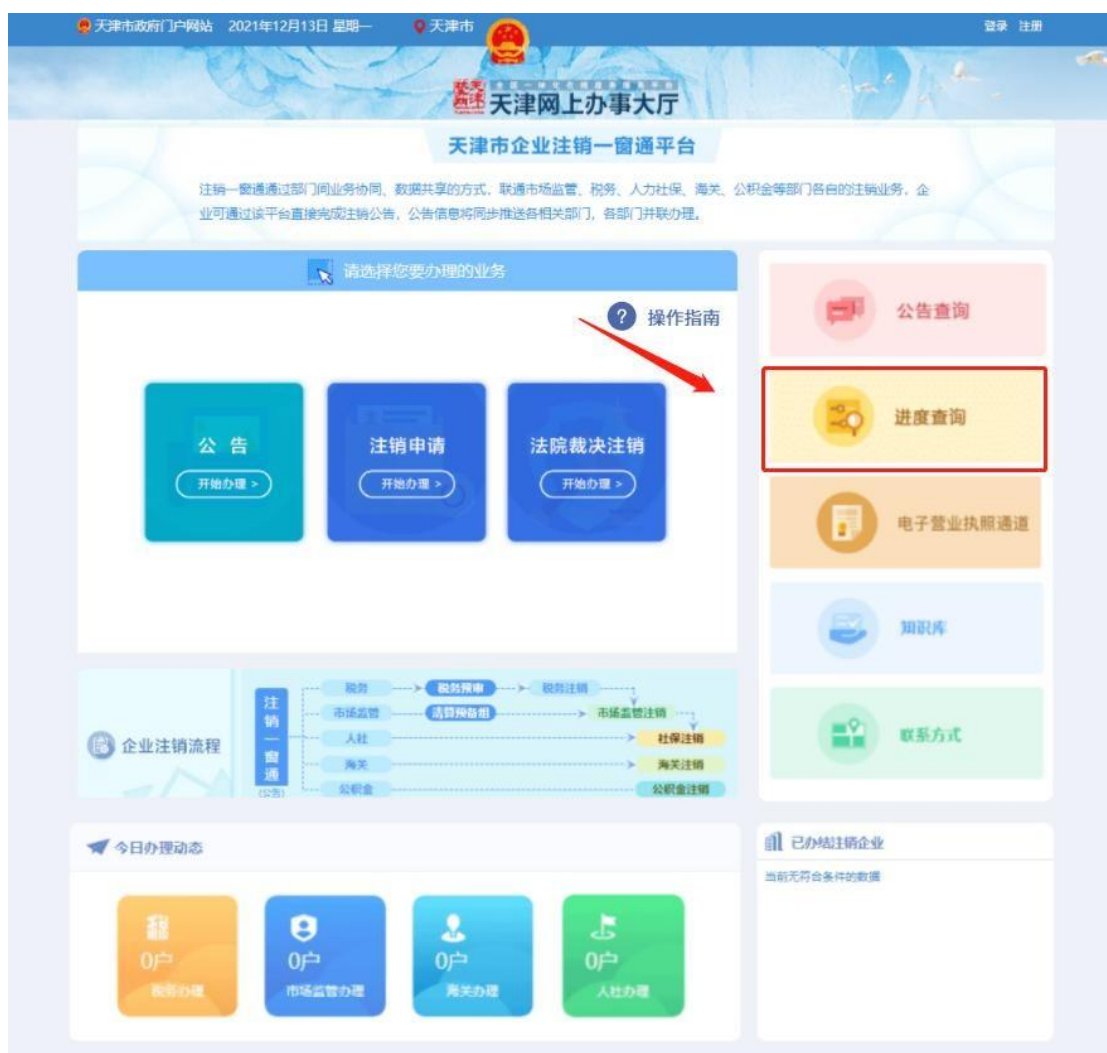 天津市政府门户网站 2021年12月13日 星期一 天津市 登录 注册
天津网上办事大厅
天津市企业注销一窗通平台
注销一窗通通过部门间业务协同、数据共享的方式，联通市场监管、税务、人力社保、海关、公积金等部门各自的注销业务，企
业可通过该平台直接完成注销公告，公告信息将同步推送各相关部门，各部门并联办理。
请选择您要办理的业务
? 操作指南
公 告
开始办理 >
注销申请
开始办理 >
法院裁决注销
开始办理 >
公告查询
进度查询
电子营业执照通道
知识库
联系方式
企业注销流程
注销一窗通
(公告)
税务 税务预审 税务注销
市场监管 清算预备组 市场监管注销
人社 社保注销
海关 海关注销
公积金 公积金注销
今日办理动态
0户
税务办理
0户
市场监管办理
0户
海关办理
0户
人社办理
已办结注销企业
当前无符合条件的数据